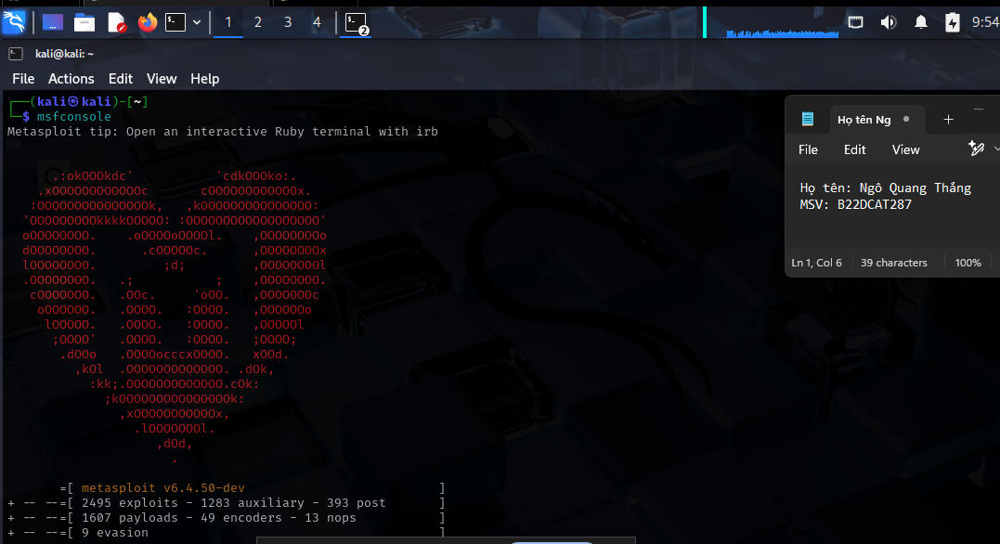 1 2 3 4
2
9:54
kali@kali: ~
File Actions Edit View Help
┌──(kali㉿kali)-[~]
└─$ msfconsole
Metasploit tip: Open an interactive Ruby terminal with irb
.:okOOOkdc' 'cdkOOOko:.
.xOOOOOOOOOOOOc cOOOOOOOOOOOOx.
:OOOOOOOOOOOOOOOk, ,kOOOOOOOOOOOOOOO:
'OOOOOOOOOkkkkOOOOO: :OOOOOOOOOOOOOOOOOO'
oOOOOOOOO. .oOOOOoOOOOl. ,OOOOOOOOo
dOOOOOOOO. .cOOOOOc. ,OOOOOOOOx
lOOOOOOOO. ;d; ,OOOOOOOOl
.OOOOOOOO. .; ; ,OOOOOOOO.
cOOOOOOO. .OOc. 'oOO. ,OOOOOOOc
oOOOOOO. .OOOO. :OOOO. ,OOOOOOo
lOOOOO. .OOOO. :OOOO. ,OOOOOl
;OOOO' .OOOO. :OOOO. ;OOOO;
.dOOo .OOOOocccxOOOO. xOOd.
,kOl .OOOOOOOOOOOOO. .dOk,
:kk;.OOOOOOOOOOOOO.cOk:
;kOOOOOOOOOOOOOOOk:
,xOOOOOOOOOOOx,
.lOOOOOOOl.
,dOd,
.
=[ metasploit v6.4.50-dev ]
+ -- --=[ 2495 exploits - 1283 auxiliary - 393 post ]
+ -- --=[ 1607 payloads - 49 encoders - 13 nops ]
+ -- --=[ 9 evasion ]
Họ tên Ng
File Edit View
Họ tên: Ngô Quang Thắng
MSV: B22DCAT287
Ln 1, Col 6 39 characters 100%